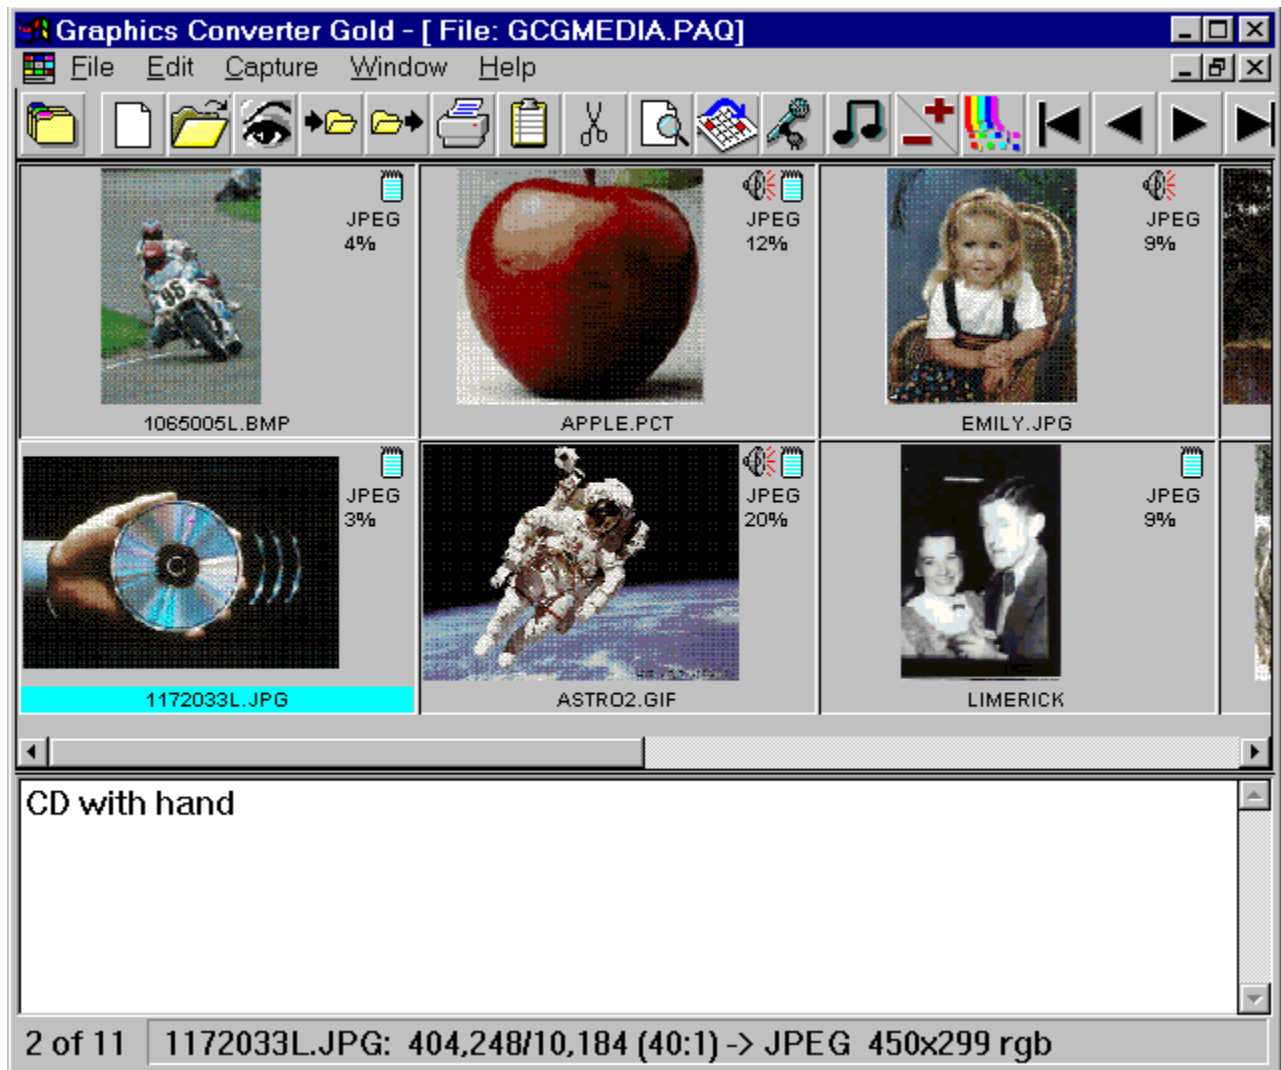 Graphics Converter Gold - [ File: GCGMEDIA.PAQ]
File Edit Capture Window Help
JPEG
4%
96
1065005L.BMP
JPEG
12%
APPLE.PCT
JPEG
9%
EMILY.JPG
JPEG
3%
1172033L.JPG
JPEG
20%
ASTRO2.GIF
JPEG
9%
LIMERICK
CD with hand
2 of 11 1172033L.JPG: 404,248/10,184 (40:1) -> JPEG 450x299 rgb